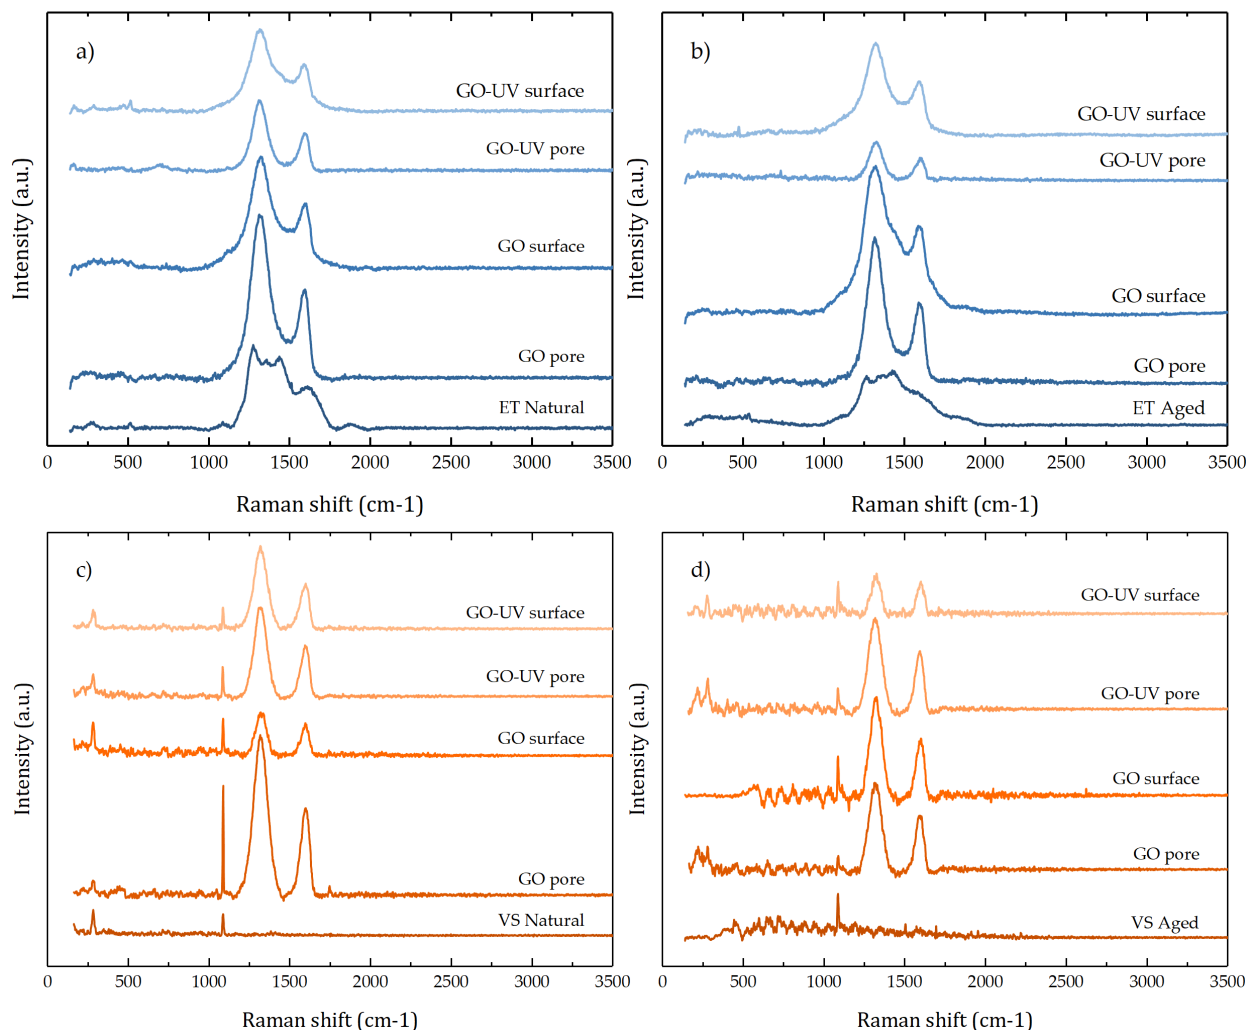 a)
GO-UV surface
GO-UV pore
GO surface
GO pore
ET Natural
Intensity (a.u.)
0 500 1000 1500 2000 2500 3000 3500
Raman shift (cm-1)
b)
GO-UV surface
GO-UV pore
GO surface
GO pore
ET Aged
Intensity (a.u.)
0 500 1000 1500 2000 2500 3000 3500
Raman shift (cm-1)
c)
GO-UV surface
GO-UV pore
GO surface
GO pore
VS Natural
Intensity (a.u.)
0 500 1000 1500 2000 2500 3000 3500
Raman shift (cm-1)
d)
GO-UV surface
GO-UV pore
GO surface
GO pore
VS Aged
Intensity (a.u.)
0 500 1000 1500 2000 2500 3000 3500
Raman shift (cm-1)